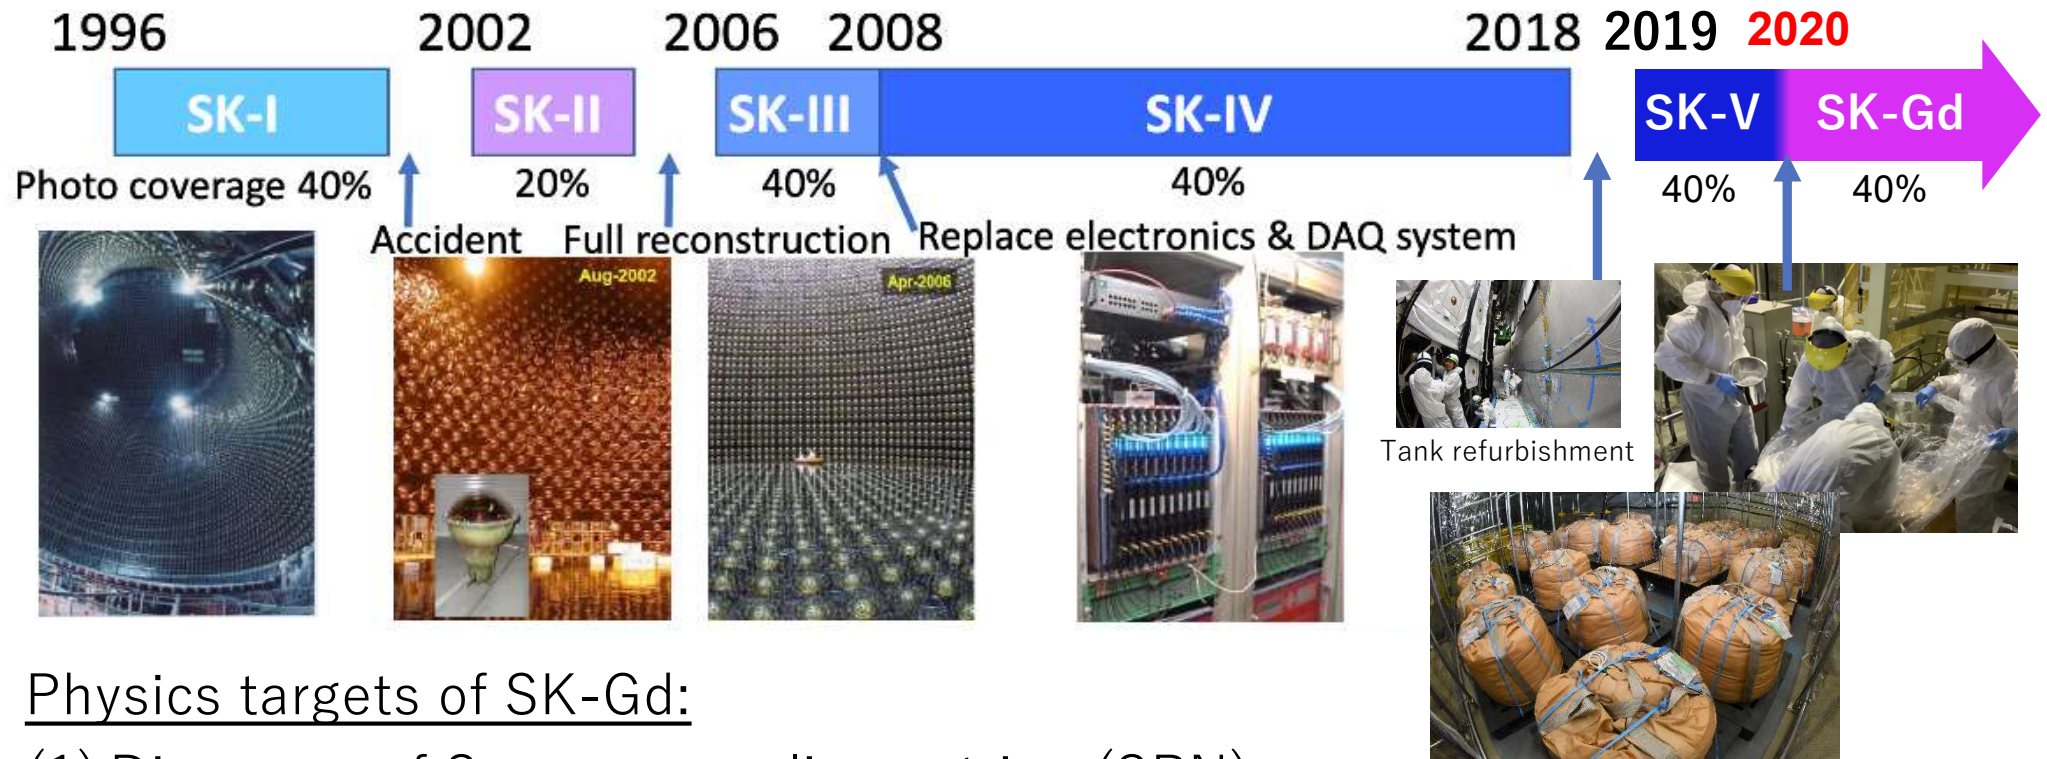 1996 2002 2006 2008 2018 2019 2020
SK-I SK-II SK-III SK-IV SK-V SK-Gd
Photo coverage 40% 20% 40% 40% 40% 40%
Accident Full reconstruction Replace electronics & DAQ system
Aug-2002 Apr-2006
Tank refurbishment
Physics targets of SK-Gd:
(SRN)